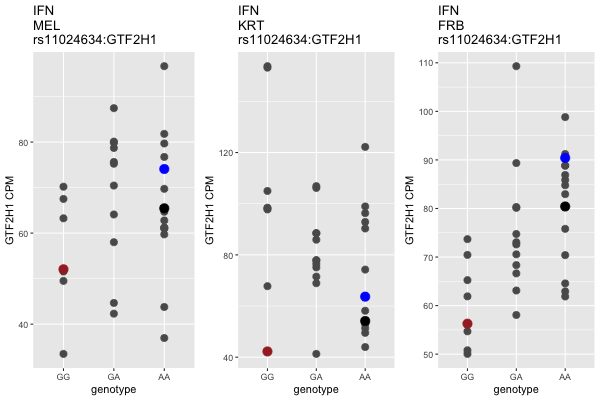 IFN
MEL
rs11024634:GTF2H1
GTF2H1 CPM
80
60
40
GG
GA
AA
genotype
IFN
KRT
rs11024634:GTF2H1
GTF2H1 CPM
120
80
40
GG
GA
AA
genotype
IFN
FRB
rs11024634:GTF2H1
GTF2H1 CPM
110
100
90
80
70
60
50
GG
GA
AA
genotype